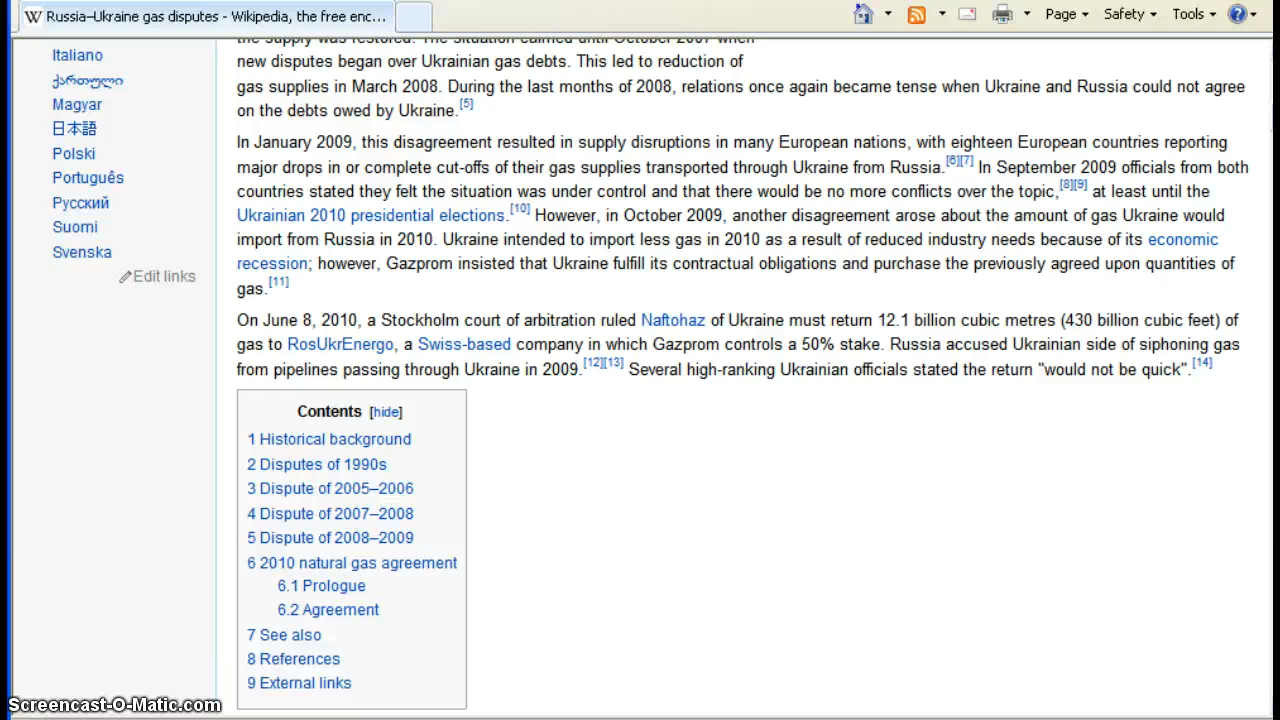 Russia–Ukraine gas disputes - Wikipedia, the free enc...
Page
Safety
Tools
Italiano
ქართული
Magyar
日本語
Polski
Português
Русский
Suomi
Svenska
Edit links
the supply was restored. The situation calmed until October 2007 when
new disputes began over Ukrainian gas debts. This led to reduction of
gas supplies in March 2008. During the last months of 2008, relations once again became tense when Ukraine and Russia could not agree
on the debts owed by Ukraine.[5]
In January 2009, this disagreement resulted in supply disruptions in many European nations, with eighteen European countries reporting
major drops in or complete cut-offs of their gas supplies transported through Ukraine from Russia.[6][7] In September 2009 officials from both
countries stated they felt the situation was under control and that there would be no more conflicts over the topic,[8][9] at least until the
Ukrainian 2010 presidential elections.[10] However, in October 2009, another disagreement arose about the amount of gas Ukraine would
import from Russia in 2010. Ukraine intended to import less gas in 2010 as a result of reduced industry needs because of its economic
recession; however, Gazprom insisted that Ukraine fulfill its contractual obligations and purchase the previously agreed upon quantities of
gas.[11]
On June 8, 2010, a Stockholm court of arbitration ruled Naftohaz of Ukraine must return 12.1 billion cubic metres (430 billion cubic feet) of
gas to RosUkrEnergo, a Swiss-based company in which Gazprom controls a 50% stake. Russia accused Ukrainian side of siphoning gas
from pipelines passing through Ukraine in 2009.[12][13] Several high-ranking Ukrainian officials stated the return "would not be quick".[14]
Contents [hide]
1 Historical background
2 Disputes of 1990s
3 Dispute of 2005–2006
4 Dispute of 2007–2008
5 Dispute of 2008–2009
6 2010 natural gas agreement
6.1 Prologue
6.2 Agreement
7 See also
8 References
9 External links
Screencast-O-Matic.com